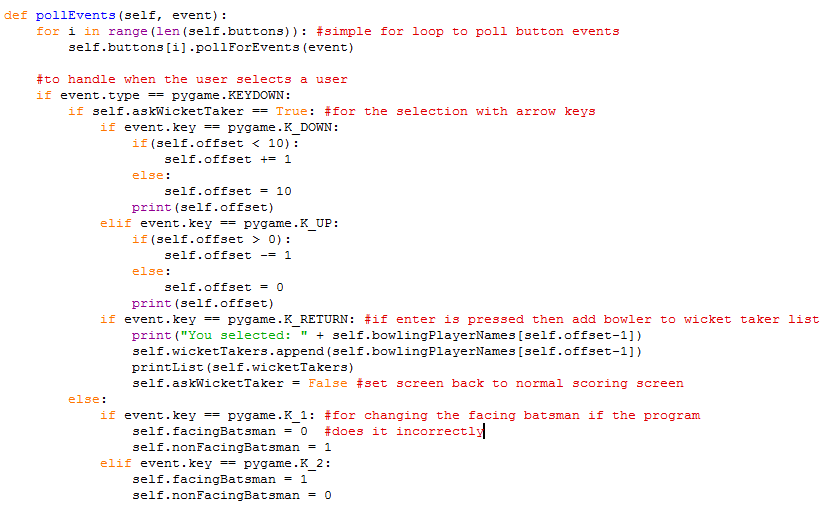 def pollEvents(self, event):
    for i in range(len(self.buttons)): #simple for loop to poll button events
        self.buttons[i].pollForEvents(event)

    #to handle when the user selects a user
    if event.type == pygame.KEYDOWN:
        if self.askWicketTaker == True: #for the selection with arrow keys
            if event.key == pygame.K_DOWN:
                if(self.offset < 10):
                    self.offset += 1
                else:
                    self.offset = 10
                print(self.offset)
            elif event.key == pygame.K_UP:
                if(self.offset > 0):
                    self.offset -= 1
                else:
                    self.offset = 0
                print(self.offset)
            if event.key == pygame.K_RETURN: #if enter is pressed then add bowler to wicket taker list
                print("You selected: " + self.bowlingPlayerNames[self.offset-1])
                self.wicketTakers.append(self.bowlingPlayerNames[self.offset-1])
                printList(self.wicketTakers)
                self.askWicketTaker = False #set screen back to normal scoring screen
        else:
            if event.key == pygame.K_1: #for changing the facing batsman if the program
                self.facingBatsman = 0  #does it incorrectly
                self.nonFacingBatsman = 1
            elif event.key == pygame.K_2:
                self.facingBatsman = 1
                self.nonFacingBatsman = 0